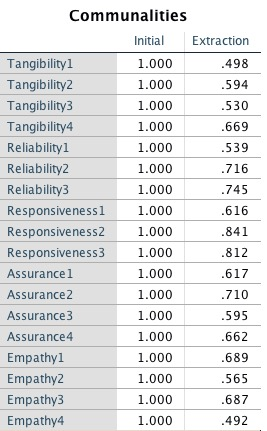 Communalities
Initial Extraction
Tangibility1 1.000 .498
Tangibility2 1.000 .594
Tangibility3 1.000 .530
Tangibility4 1.000 .669
Reliability1 1.000 .539
Reliability2 1.000 .716
Reliability3 1.000 .745
Responsiveness1 1.000 .616
Responsiveness2 1.000 .841
Responsiveness3 1.000 .812
Assurance1 1.000 .617
Assurance2 1.000 .710
Assurance3 1.000 .595
Assurance4 1.000 .662
Empathy1 1.000 .689
Empathy2 1.000 .565
Empathy3 1.000 .687
Empathy4 1.000 .492